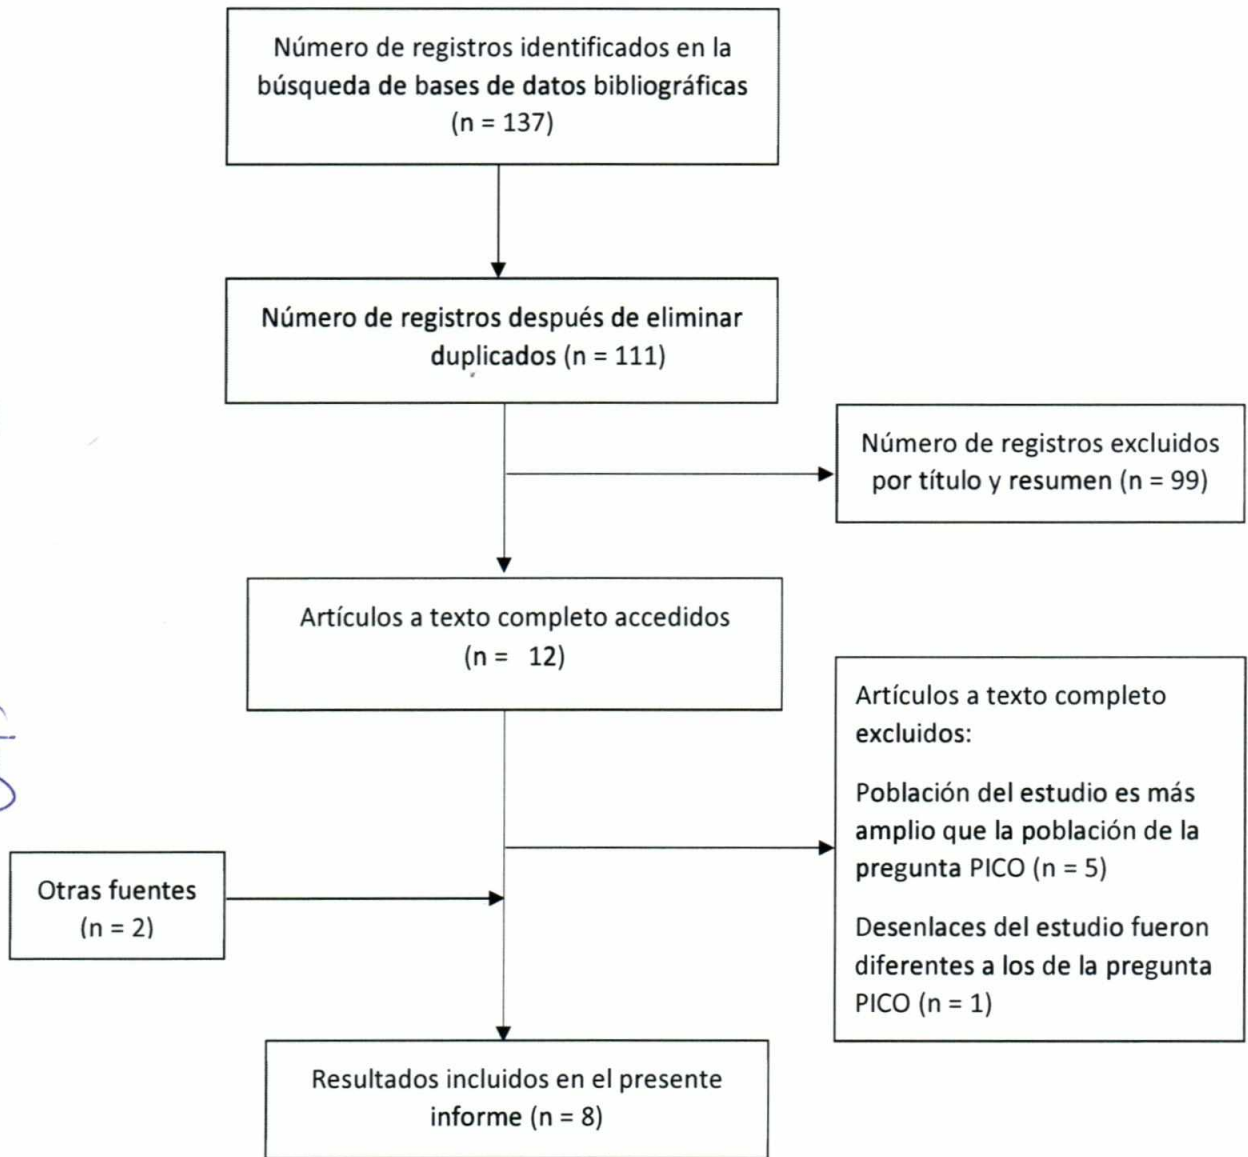 Número de registros identificados en la
búsqueda de bases de datos bibliográficas
(n = 137)
Número de registros después de eliminar
duplicados (n = 111)
Número de registros excluidos
por título y resumen (n = 99)
Artículos a texto completo accedidos
(n = 12)
Artículos a texto completo
excluidos:
Población del estudio es más
amplio que la población de la
pregunta PICO (n = 5)
Desenlaces del estudio fueron
diferentes a los de la pregunta
PICO (n = 1)
Otras fuentes
(n = 2)
Resultados incluidos en el presente
informe (n = 8)